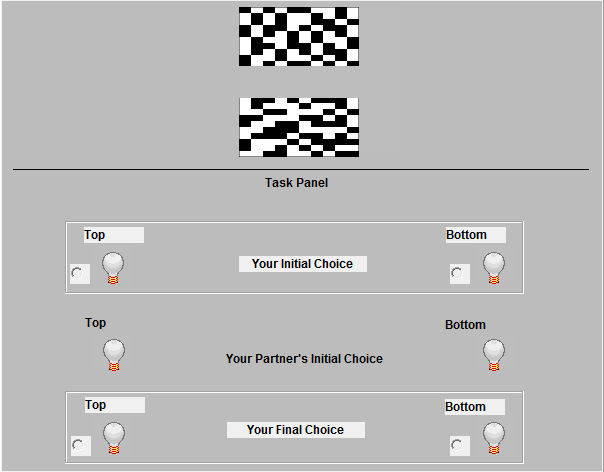 Task Panel
Top
Bottom
Your Initial Choice
Top
Bottom
Your Partner's Initial Choice
Top
Bottom
Your Final Choice